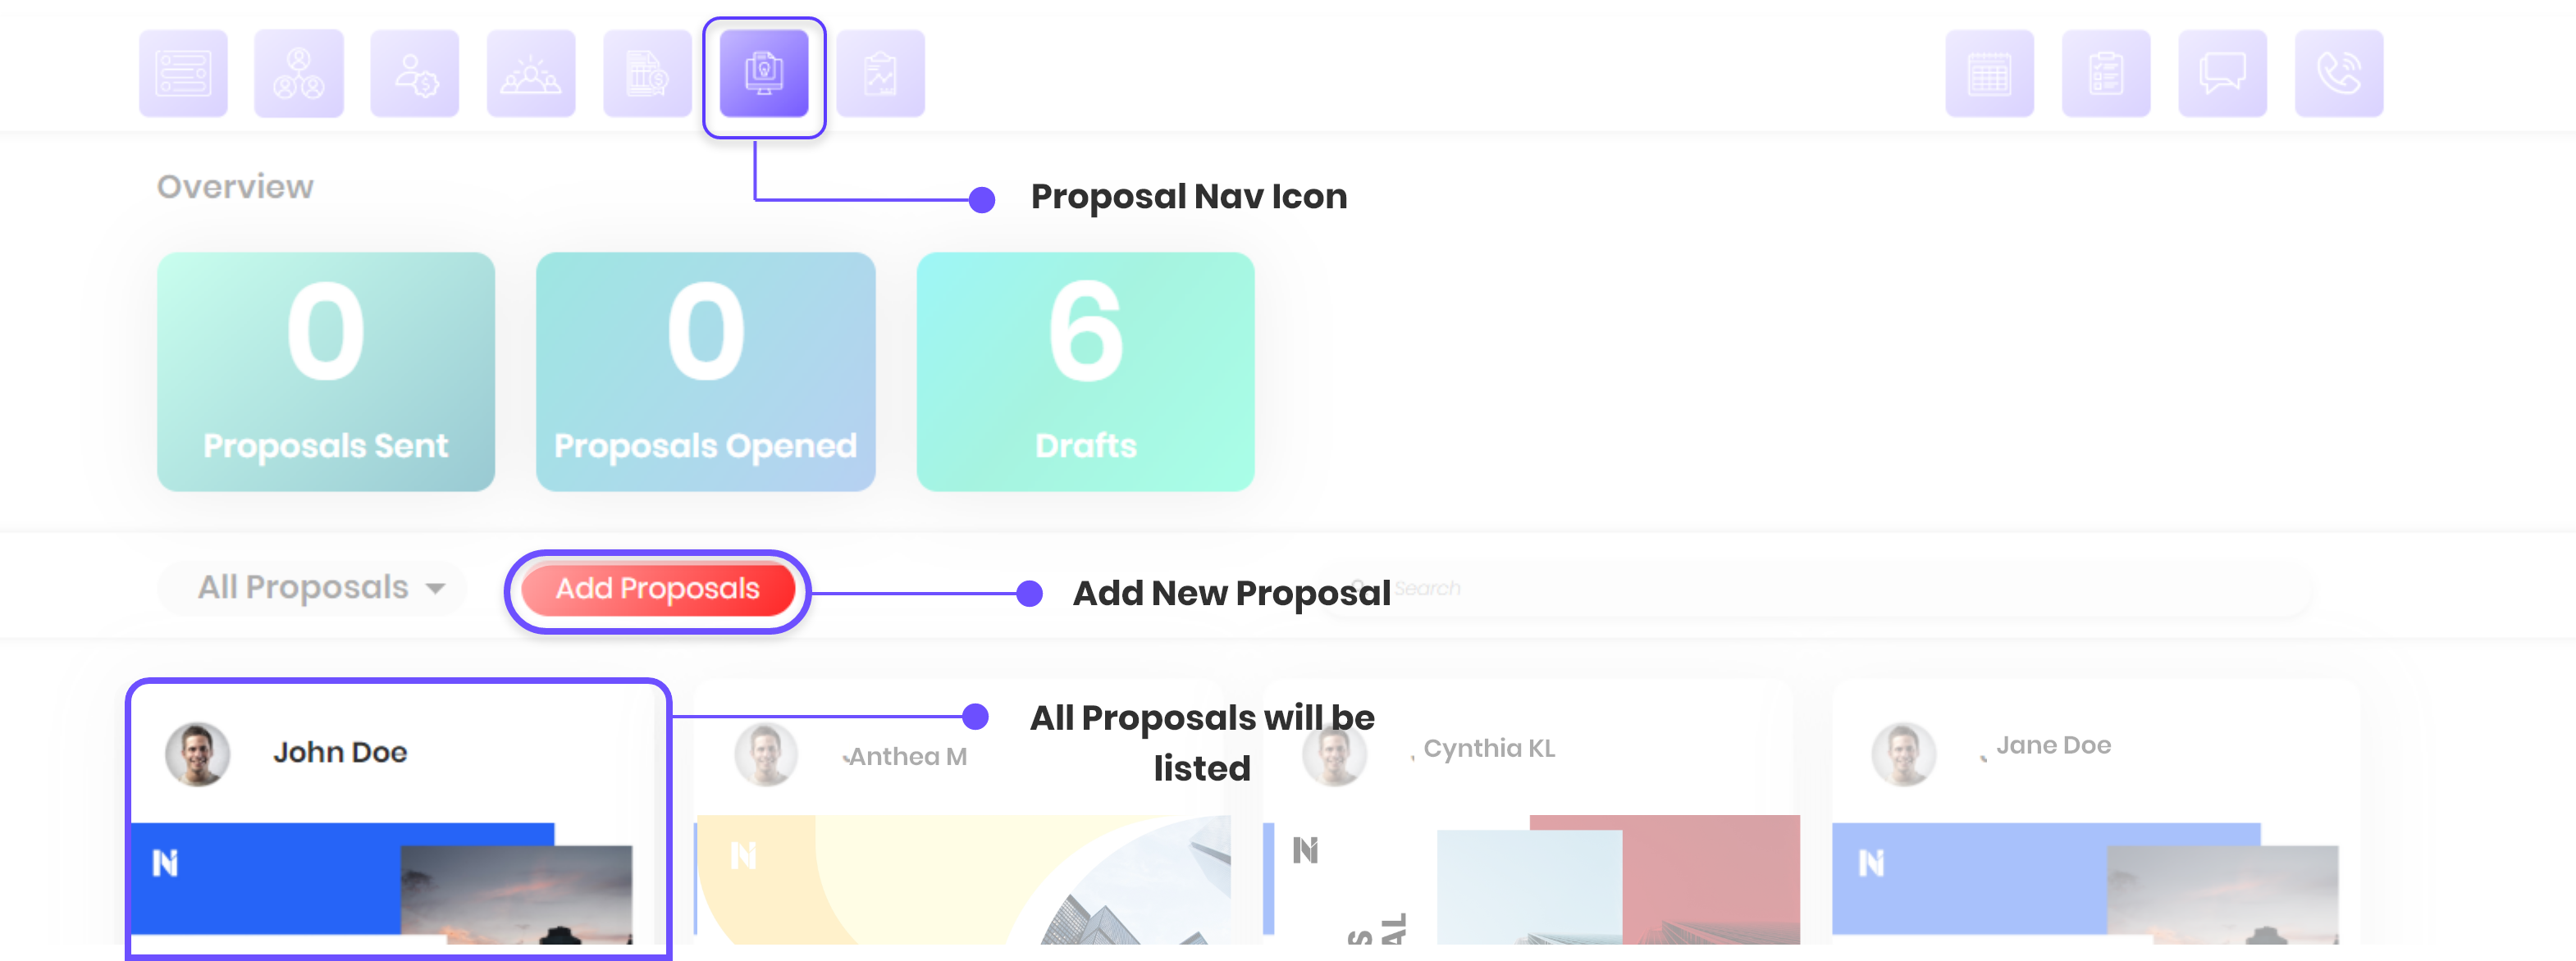 Overview
Proposal Nav Icon
0
0
6
Proposals Sent
Proposals Opened
Drafts
All Proposals
Add Proposals
Add New Proposal
Search
John Doe
Anthea M
All Proposals will be
listed
Cynthia KL
Jane Doe